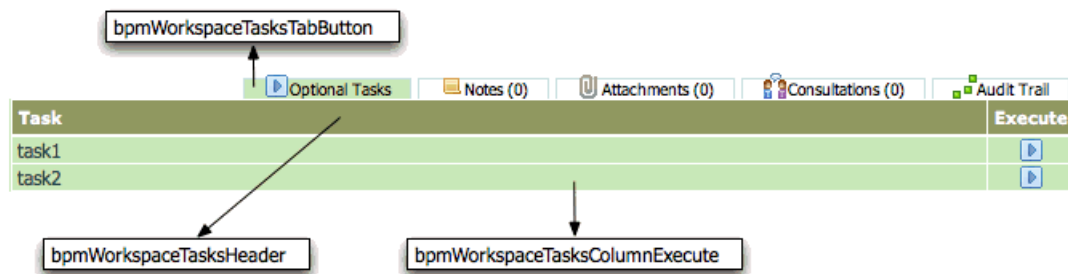 bpmWorkspaceTasksTabButton
Optional Tasks Notes (0) Attachments (0) Consultations (0) Audit Trail
Task Execute
task1
task2
bpmWorkspaceTasksHeader bpmWorkspaceTasksColumnExecute